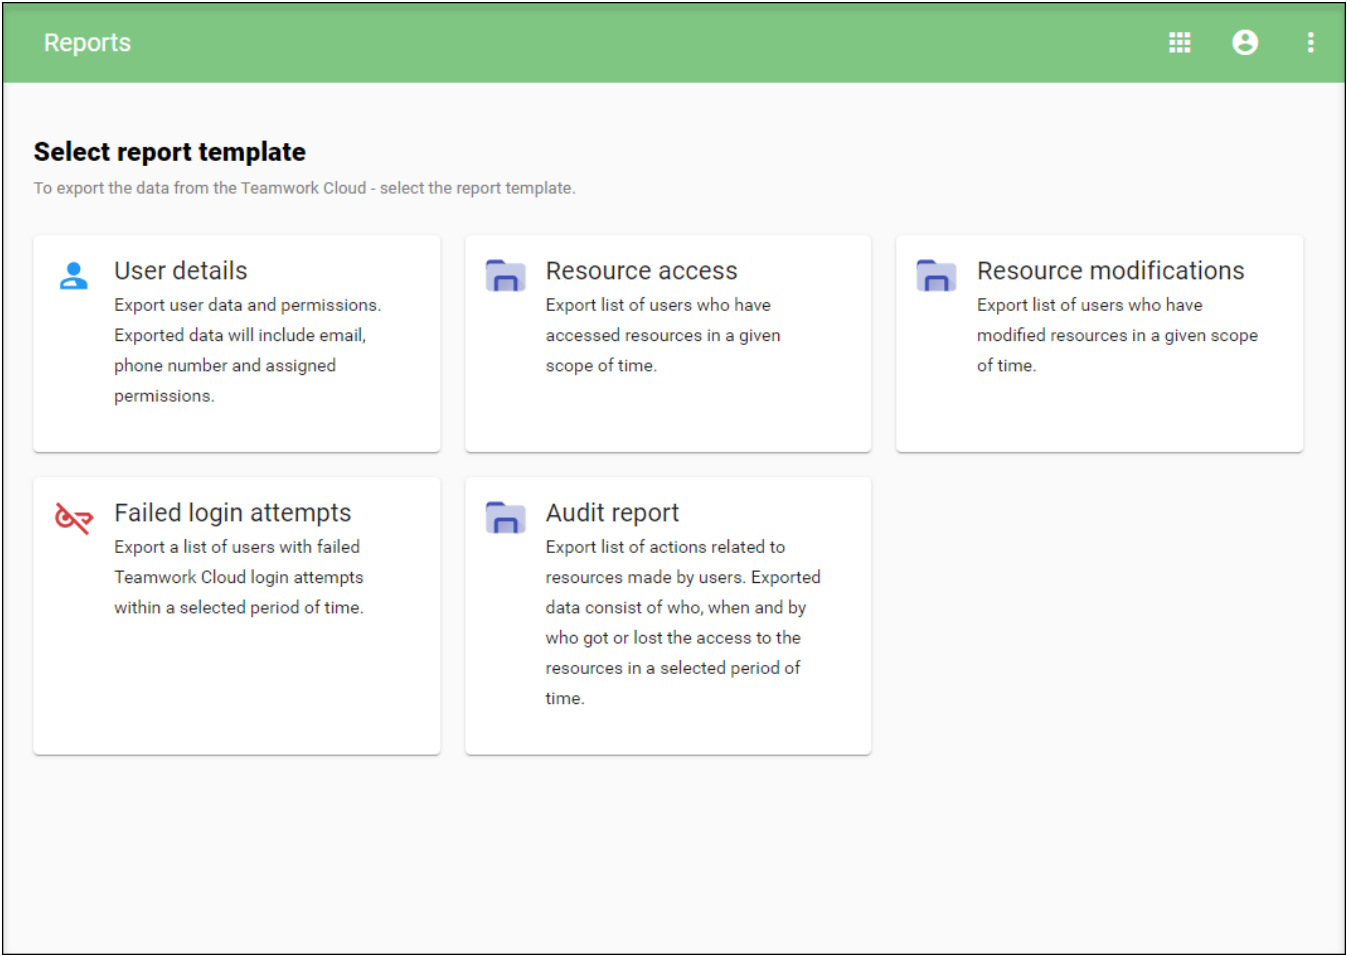 Reports
Select report template
To export the data from the Teamwork Cloud - select the report template.
User details
Export user data and permissions.
Exported data will include email,
phone number and assigned
permissions.
Resource access
Export list of users who have
accessed resources in a given
scope of time.
Resource modifications
Export list of users who have
modified resources in a given scope
of time.
Failed login attempts
Export a list of users with failed
Teamwork Cloud login attempts
within a selected period of time.
Audit report
Export list of actions related to
resources made by users. Exported
data consist of who, when and by
who got or lost the access to the
resources in a selected period of
time.